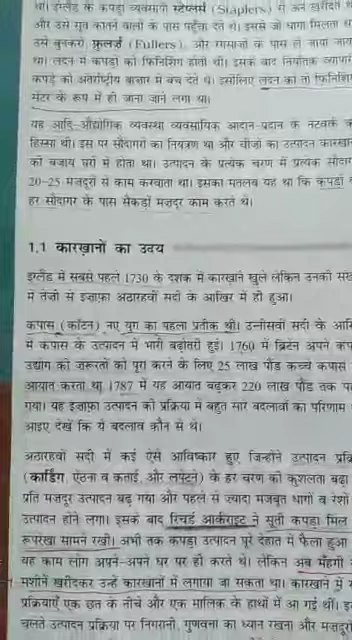 था। इंग्लैंड के कपड़ा व्यवसायी स्टेप्लर्स (Staplers) से ऊन खरीदते थे
और उसे सूत कातने वालों के पास पहुँचा देते थे। इससे जो धागा मिलता था
उसे बुनकरों, फुलर्ज़ (Fullers), और रंगसाज़ों के पास ले जाया जाता
था। लंदन में कपड़ों की फिनिशिंग होती थी। इसके बाद निर्यातक व्यापारी
कपड़े को अंतर्राष्ट्रीय बाज़ार में बेच देते थे। इसीलिए लंदन को तो फिनिशिंग
सेंटर के रूप में ही जाना जाने लगा था।
यह आदि-औद्योगिक व्यवस्था व्यवसायिक आदान-प्रदान के नेटवर्क का
हिस्सा थी। इस पर सौदागरों का नियंत्रण था और चीज़ों का उत्पादन कारखानों
की बजाय घरों में होता था। उत्पादन के प्रत्येक चरण में प्रत्येक सौदागर
20-25 मज़दूरों से काम करवाता था। इसका मतलब यह था कि कपड़ों के
हर सौदागर के पास सैकड़ों मज़दूर काम करते थे।
1.1 कारखानों का उदय
इंग्लैंड में सबसे पहले 1730 के दशक में कारखाने खुले लेकिन उनकी संख्या
में तेज़ी से इज़ाफ़ा अठारहवीं सदी के आखिर में ही हुआ।
कपास (कॉटन) नए युग का पहला प्रतीक थी। उन्नीसवीं सदी के आखिर
में कपास के उत्पादन में भारी बढ़ोतरी हुई। 1760 में ब्रिटेन अपने कपास
उद्योग की ज़रूरतों को पूरा करने के लिए 25 लाख पौंड कच्चे कपास का
आयात करता था 1787 में यह आयात बढ़कर 220 लाख पौंड तक पहुँच
गया। यह इज़ाफ़ा उत्पादन की प्रक्रिया में बहुत सारे बदलावों का परिणाम था।
आइए देखें कि ये बदलाव कौन से थे।
अठारहवीं सदी में कई ऐसे आविष्कार हुए जिन्होंने उत्पादन प्रक्रिया
(कार्डिंग, ऐंठना व कताई, और लपेटने) के हर चरण की कुशलता बढ़ा दी।
प्रति मज़दूर उत्पादन बढ़ गया और पहले से ज़्यादा मज़बूत धागों व रेशों का
उत्पादन होने लगा। इसके बाद रिचर्ड आर्कराइट ने सूती कपड़ा मिल की
रूपरेखा सामने रखी। अभी तक कपड़ा उत्पादन पूरे देहात में फैला हुआ था।
यह काम लोग अपने-अपने घर पर ही करते थे। लेकिन अब मँहगी नयी
मशीनें खरीदकर उन्हें कारखानों में लगाया जा सकता था। कारखाने में सारी
प्रक्रियाएँ एक छत के नीचे और एक मालिक के हाथों में आ गई थीं। इसके
चलते उत्पादन प्रक्रिया पर निगरानी, गुणवत्ता का ध्यान रखना और मज़दूरों